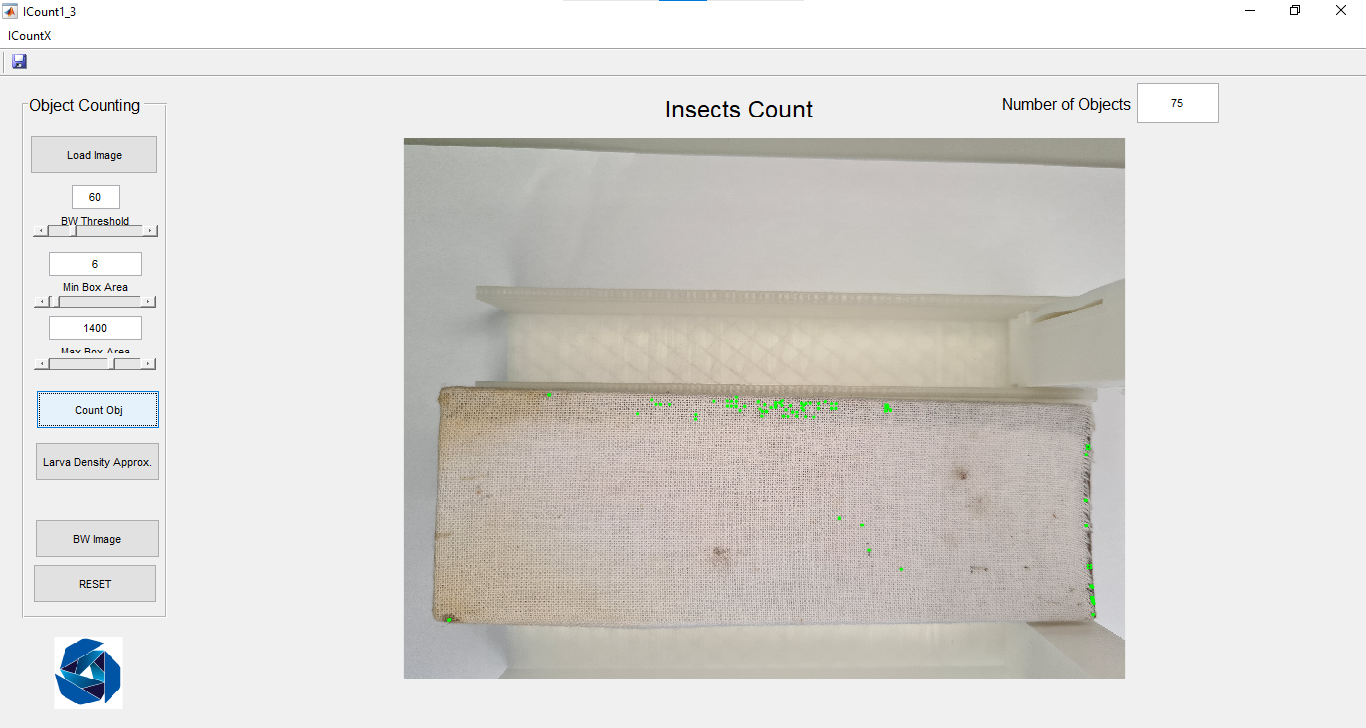 ICount1_3
ICountX
Object Counting
Insects Count
Number of Objects
75
Load Image
60
BW Threshold
6
Min Box Area
1400
Max Box Area
Count Obj
Larva Density Approx.
BW Image
RESET